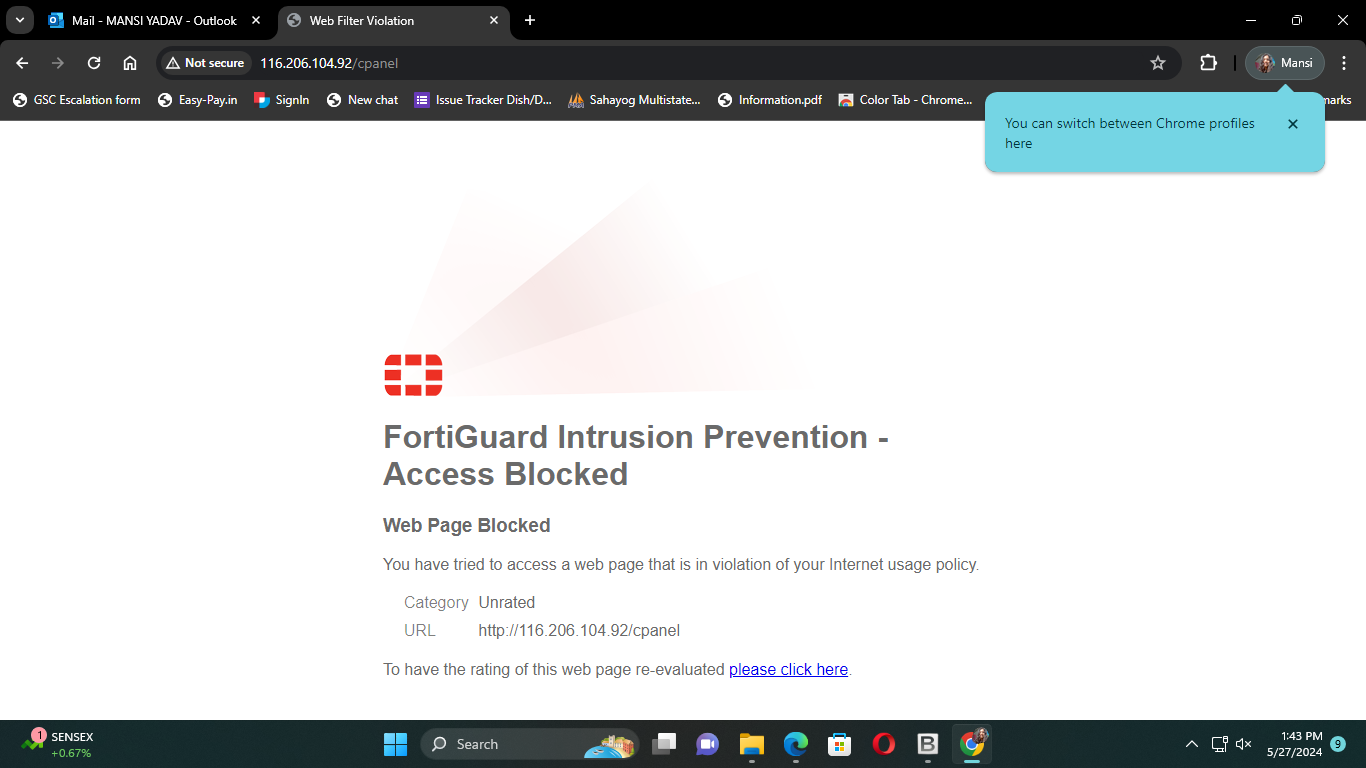 Mail - MANSI YADAV - Outlook
Web Filter Violation
Not secure
116.206.104.92/cpanel
Mansi
GSC Escalation form
Easy-Pay.in
SignIn
New chat
Issue Tracker Dish/D...
Sahayog Multistate...
Information.pdf
Color Tab - Chrome...
marks
You can switch between Chrome profiles
here
FortiGuard Intrusion Prevention -
Access Blocked
Web Page Blocked
You have tried to access a web page that is in violation of your Internet usage policy.
Category Unrated
URL http://116.206.104.92/cpanel
To have the rating of this web page re-evaluated please click here.
1
SENSEX
+0.67%
Search
B
1:43 PM
5/27/2024
9